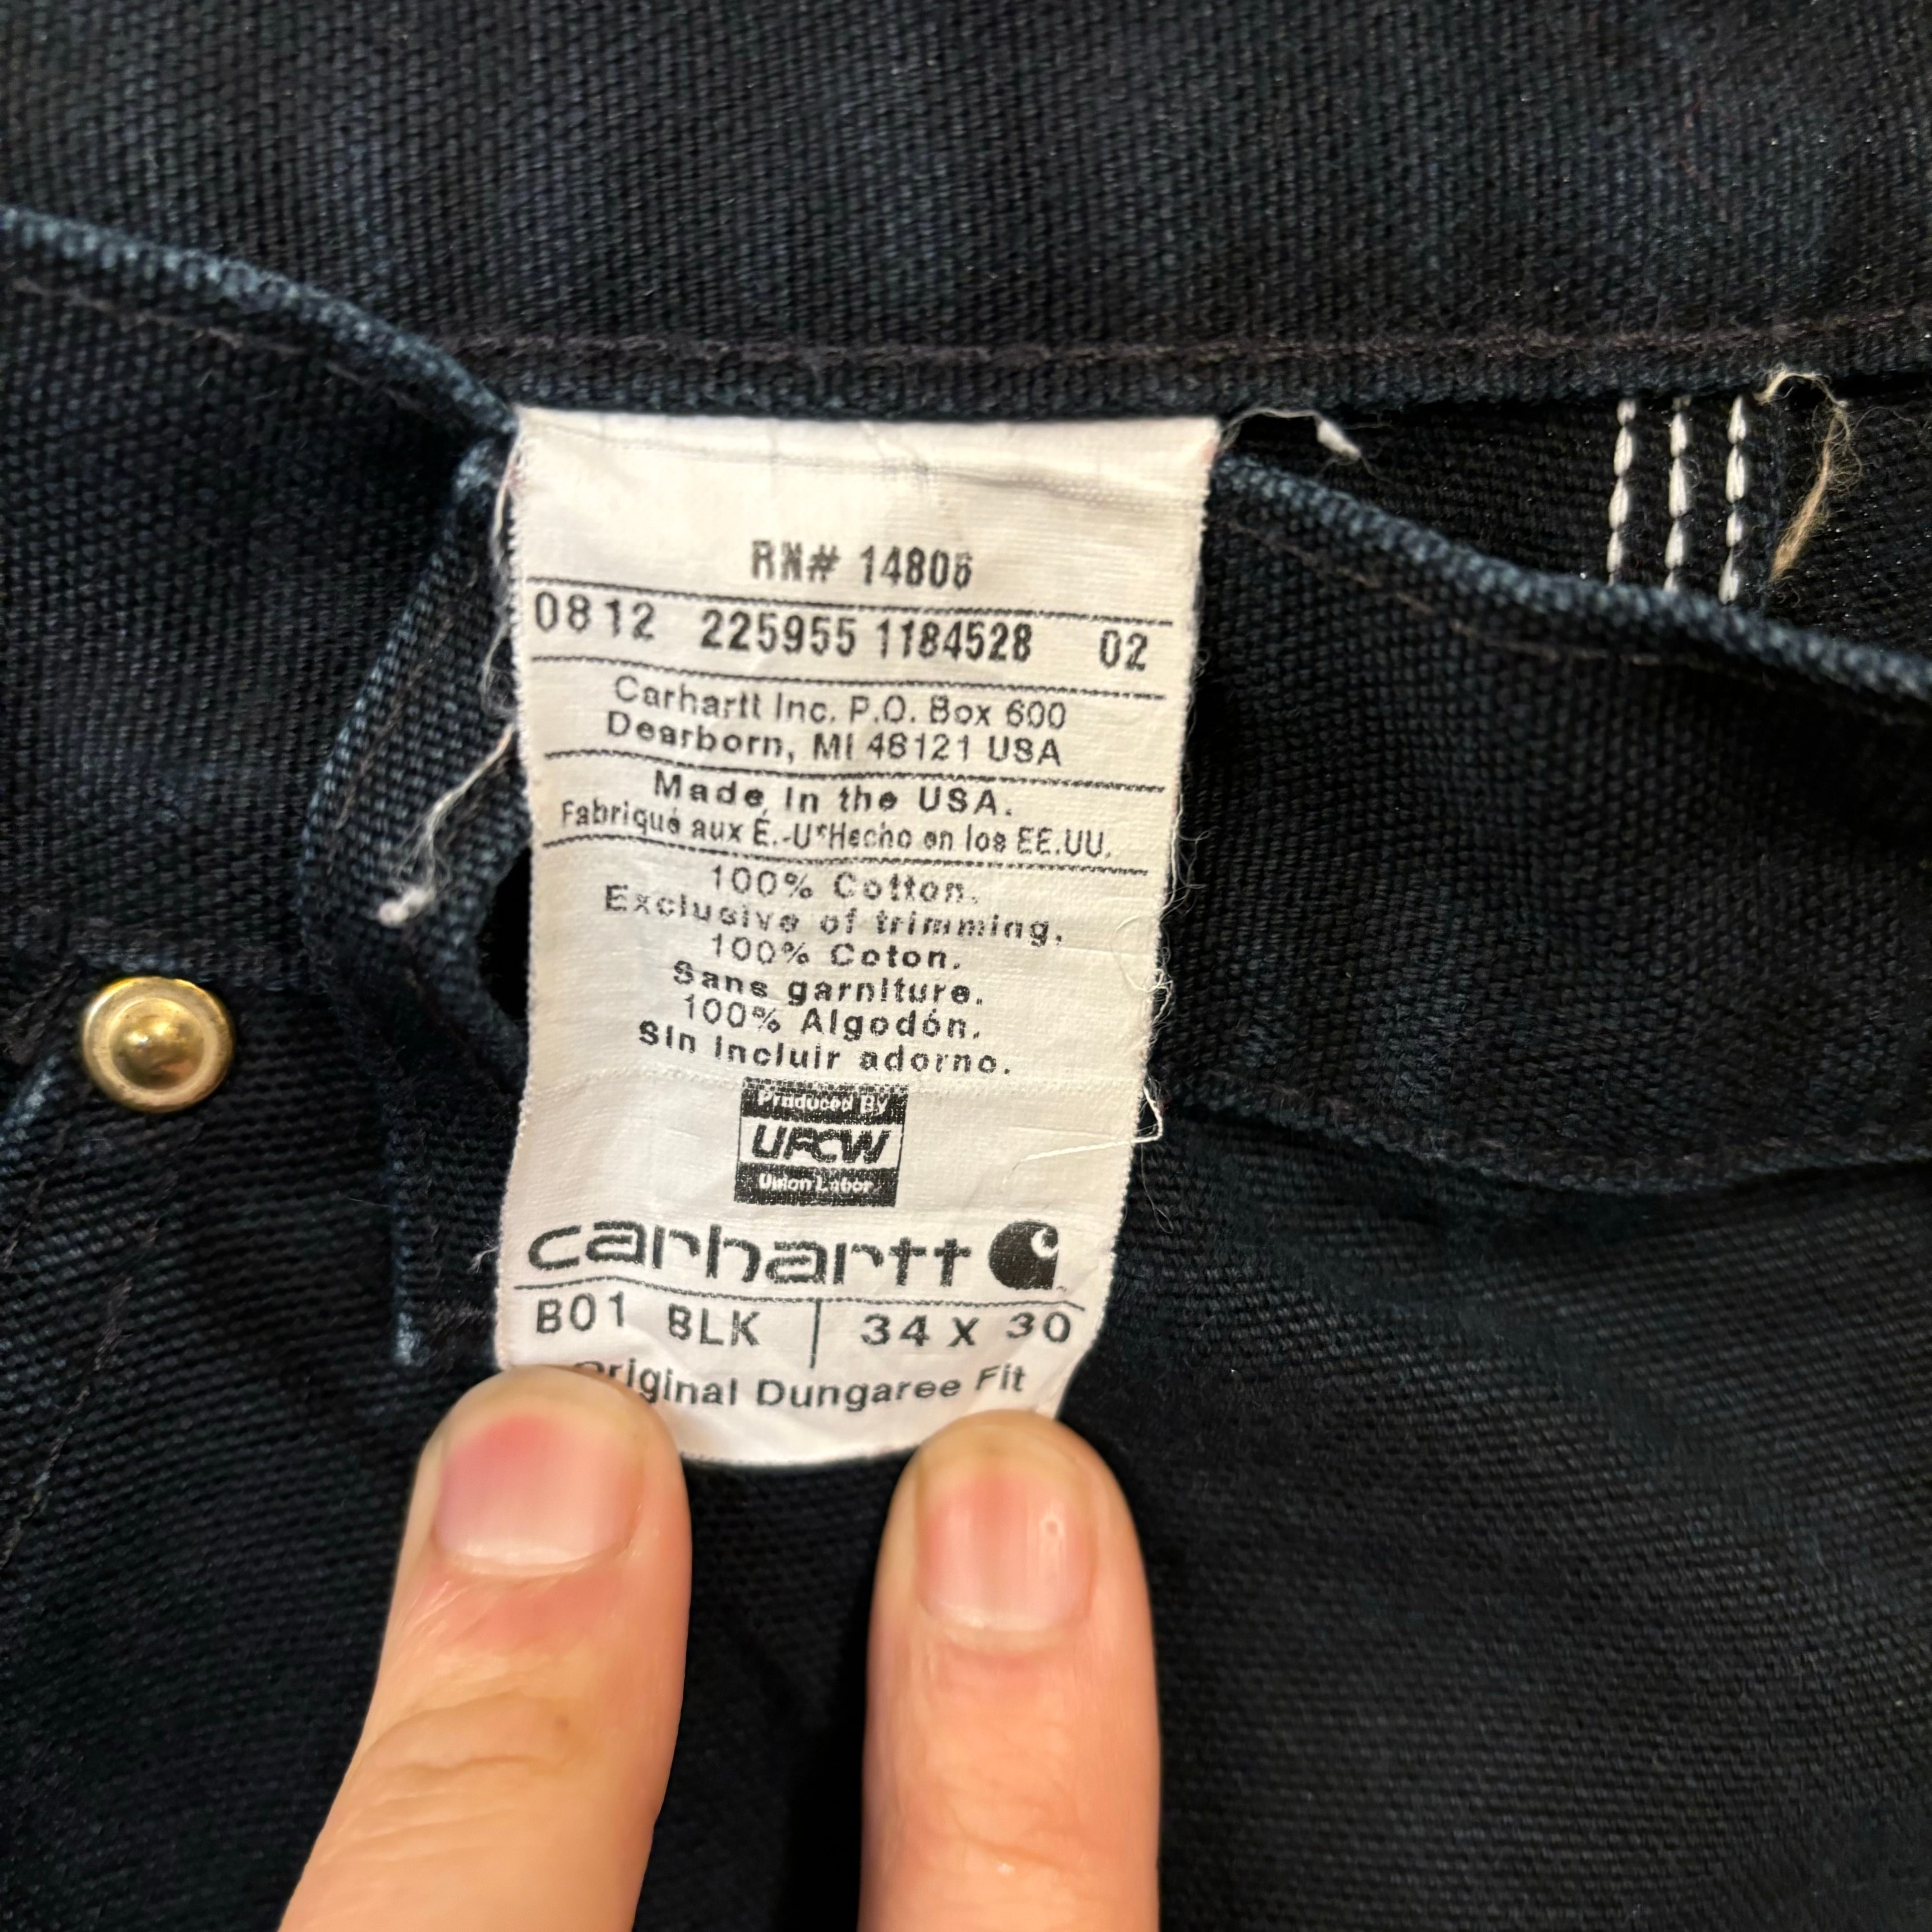 RN# 14806
0812 225955 1184528 02
Carhartt Inc. P.O. Box 600
Dearborn, MI 48121 USA
Made in the USA.
Fabriqué aux É.-Uˢ Hecho en los EE.UU.
100% Cotton.
Exclusive of trimming.
100% Coton.
Sans garniture.
100% Algodón.
Sin incluir adorno.
Produced By
UFCW
Union Labor
carhartt
B01 BLK | 34 X 30
Original Dungaree Fit